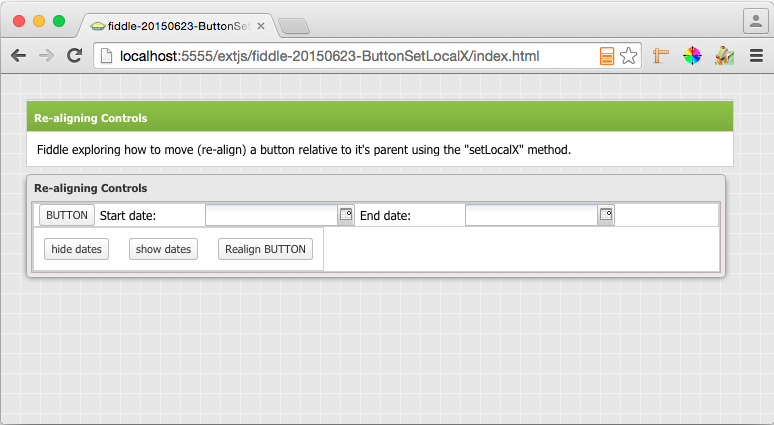 fiddle-20150623-ButtonSet
localhost:5555/extjs/fiddle-20150623-ButtonSetLocalX/index.html
Re-aligning Controls
Fiddle exploring how to move (re-align) a button relative to it's parent using the "setLocalX" method.
Re-aligning Controls
BUTTON Start date: End date:
hide dates show dates Realign BUTTON